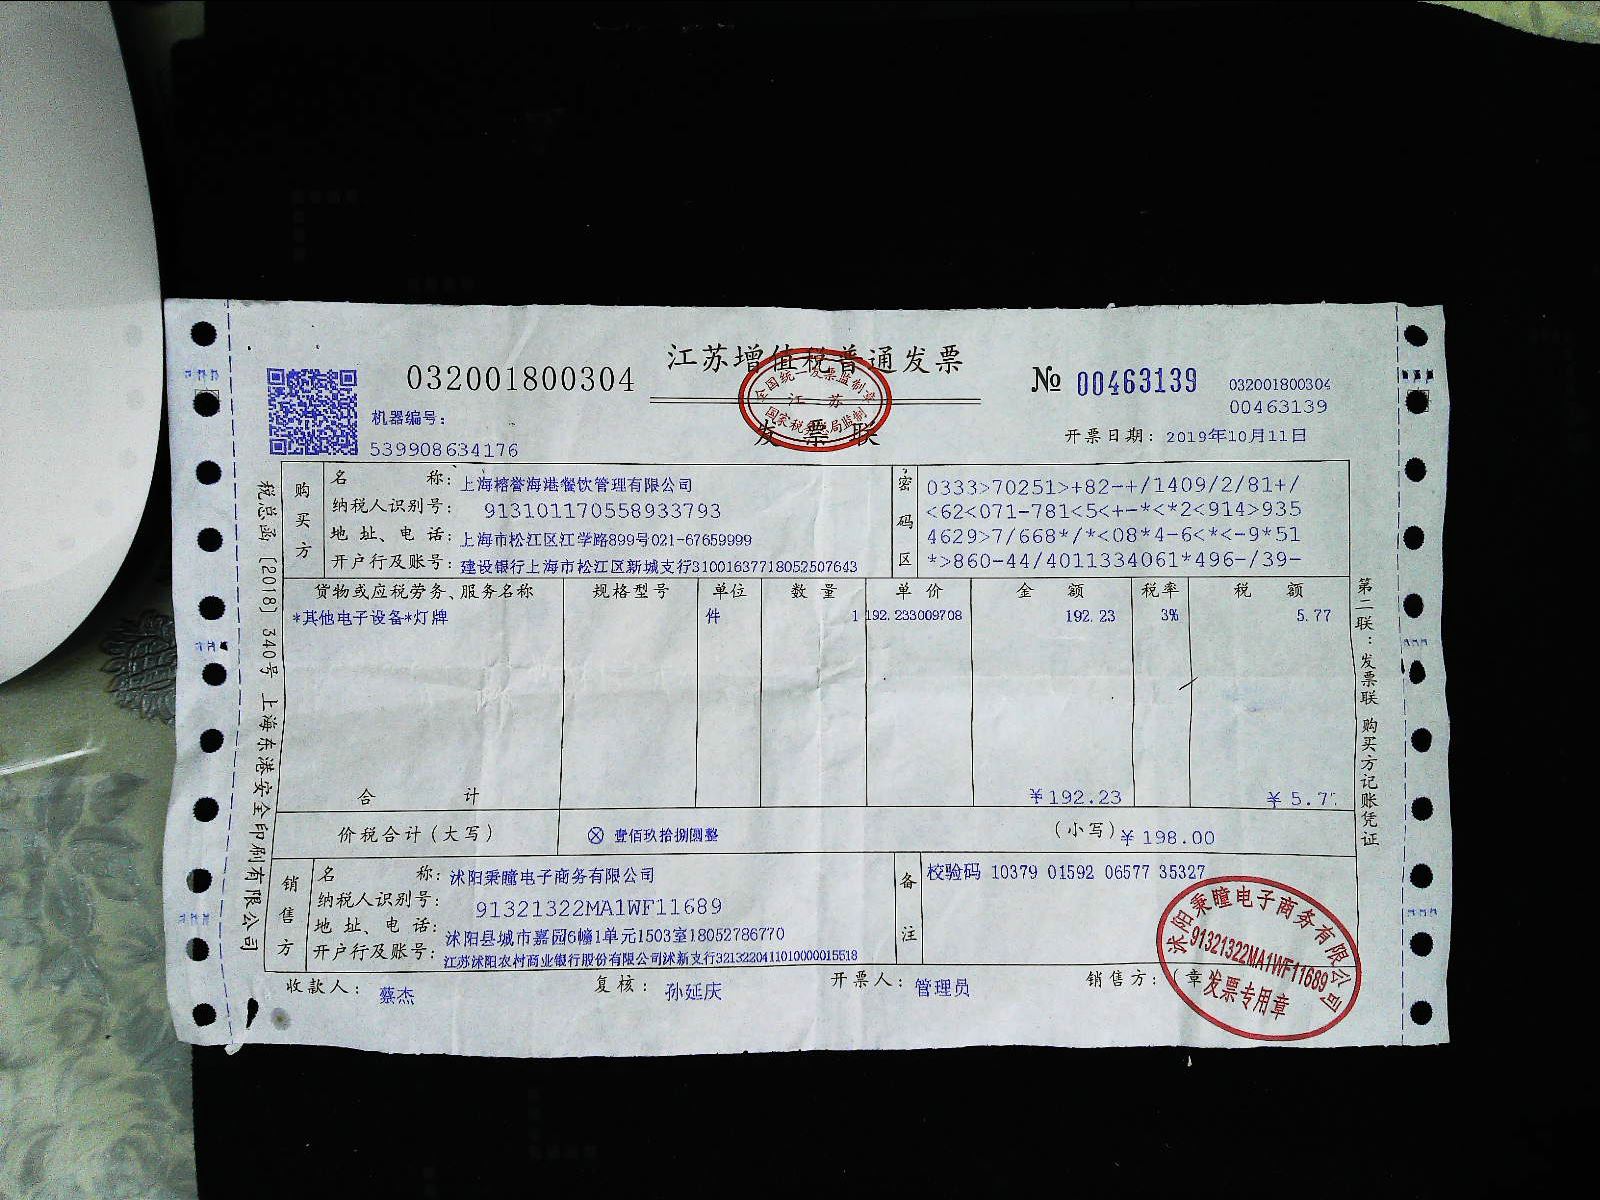 江苏增值税普通发票
发票联
全国统一发票监制章
江苏
国家税务总局监制
032001800304
№ 00463139
032001800304
00463139
机器编号:
539908634176
开票日期: 2019年10月11日
购买方
名称: 上海榕誉海港餐饮管理有限公司
纳税人识别号: 913101170558933793
地址、电话: 上海市松江区江学路899号021-67659999
开户行及账号: 建设银行上海市松江区新城支行31001637718052507643
密码区
0333>70251>+82-+/1409/2/81+/
<62<071-781<5<+-*<*2<914>935
4629>7/668*/*<08*4-6<*<-9*51
*>860-44/4011334061*496-/39-
货物或应税劳务、服务名称 规格型号 单位 数量 单价 金额 税率 税额
*其他电子设备*灯牌 件 1 192.233009708 192.23 3% 5.77
合计 ¥192.23 ¥5.7
价税合计(大写) ⊗ 壹佰玖拾捌圆整 (小写) ¥198.00
销售方
名称: 沭阳秉瞳电子商务有限公司
纳税人识别号: 91321322MA1WF11689
地址、电话: 沭阳县城市嘉园6幢1单元1503室18052786770
开户行及账号: 江苏沭阳农村商业银行股份有限公司沭新支行3213220411010000015518
备注
校验码 10379 01592 06577 35327
收款人: 蔡杰 复核: 孙延庆 开票人: 管理员 销售方:(章
沭阳秉瞳电子商务有限公司
91321322MA1WF11689
发票专用章
税总函〔2018〕340号 上海东港安全印刷有限公司
第二联:发票联 购买方记账凭证